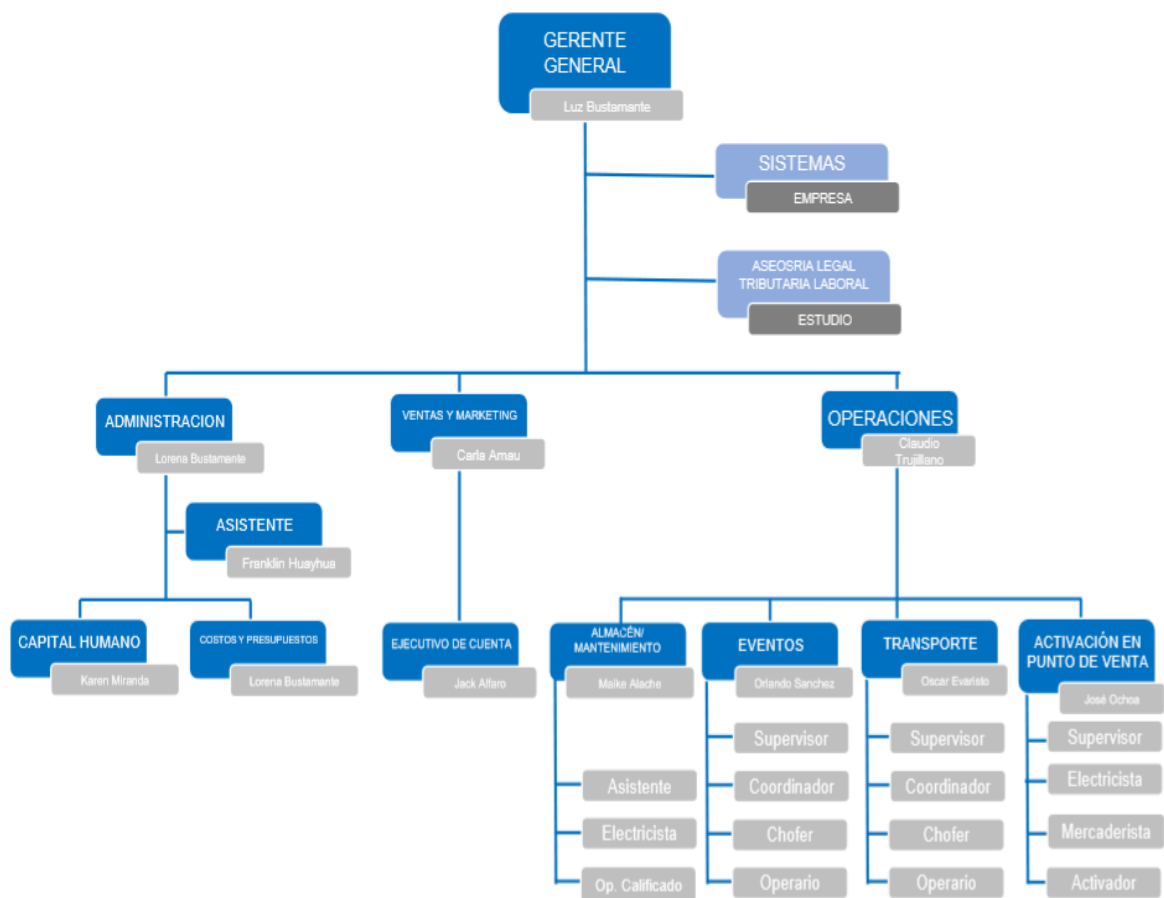 GERENTE
GENERAL
Luz Bustamante
SISTEMAS
EMPRESA
ASEOSRIA LEGAL
TRIBUTARIA LABORAL
ESTUDIO
ADMINISTRACION
Lorena Bustamante
VENTAS Y MARKETING
Carla Arnau
OPERACIONES
Claudio
Trujillano
ASISTENTE
Franklin Huayhua
CAPITAL HUMANO
Karen Miranda
COSTOS Y PRESUPUESTOS
Lorena Bustamante
EJECUTIVO DE CUENTA
Jack Alfaro
ALMACÉN/
MANTENIMIENTO
Maike Alache
Asistente
Electricista
Op. Calificado
EVENTOS
Orlando Sanchez
Supervisor
Coordinador
Chofer
Operario
TRANSPORTE
Oscar Evaristo
Supervisor
Coordinador
Chofer
Operario
ACTIVACIÓN EN
PUNTO DE VENTA
José Ochoa
Supervisor
Electricista
Mercaderista
Activador